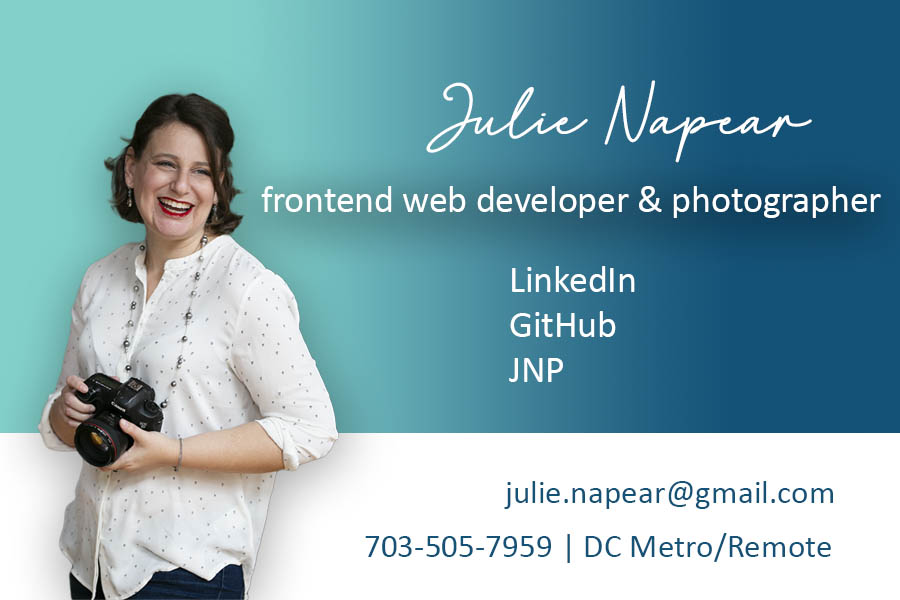 Julie Napear
frontend web developer & photographer
LinkedIn
GitHub
JNP
julie.napear@gmail.com
703-505-7959 | DC Metro/Remote
Canon